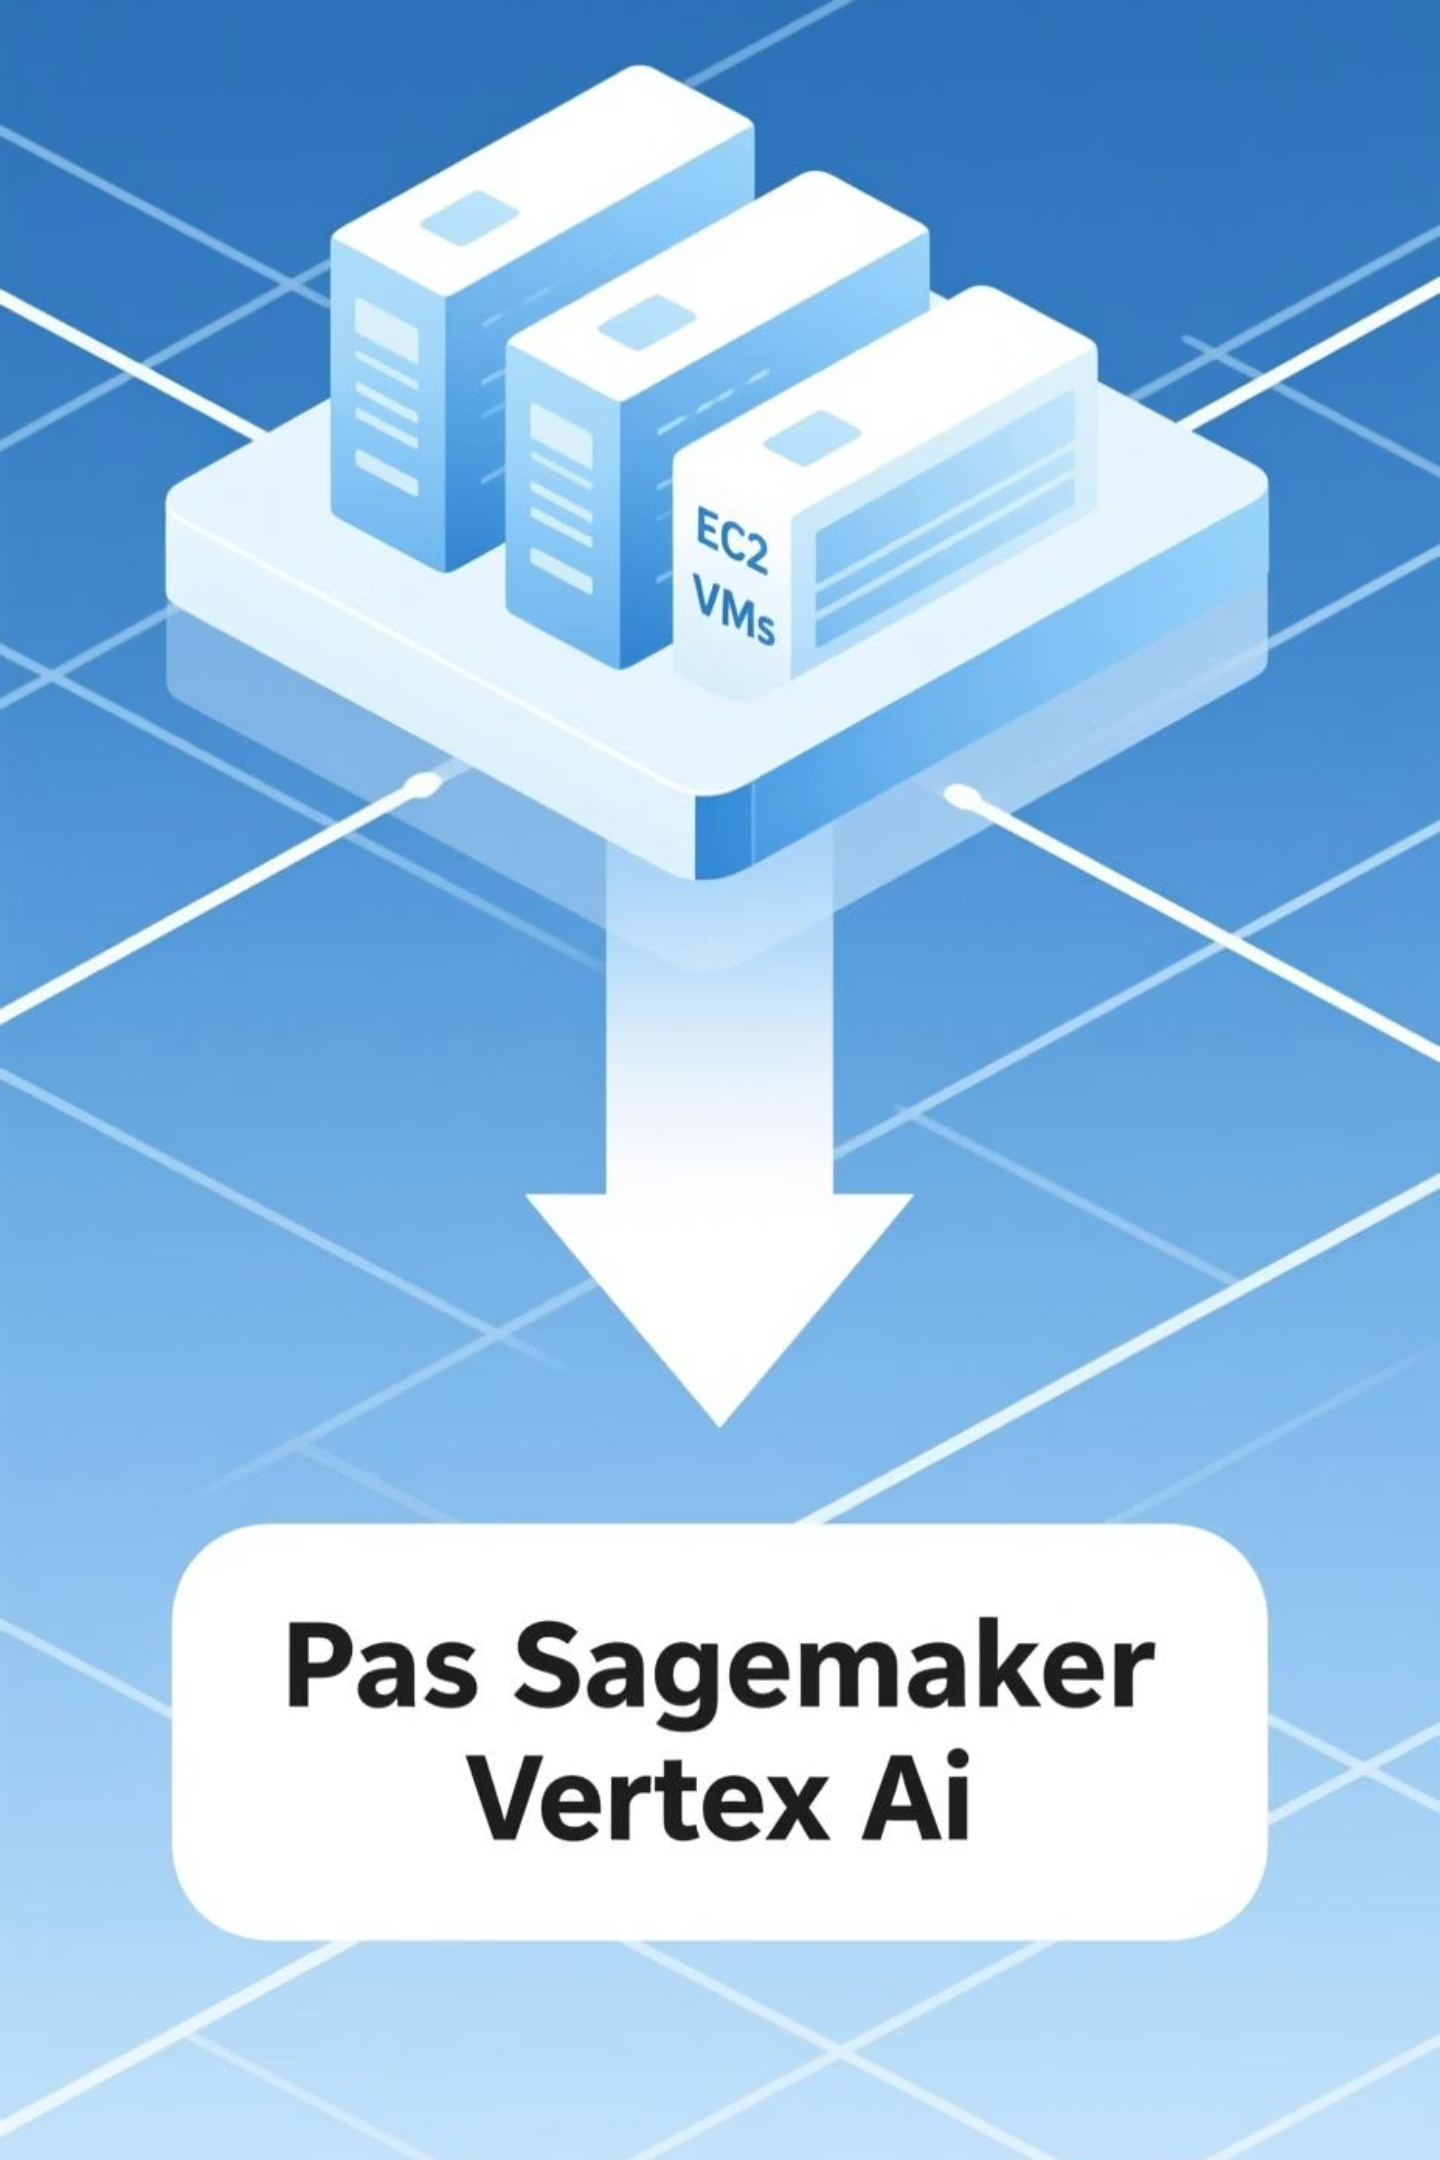 EC2
VMs
Pas Sagemaker
Vertex Ai